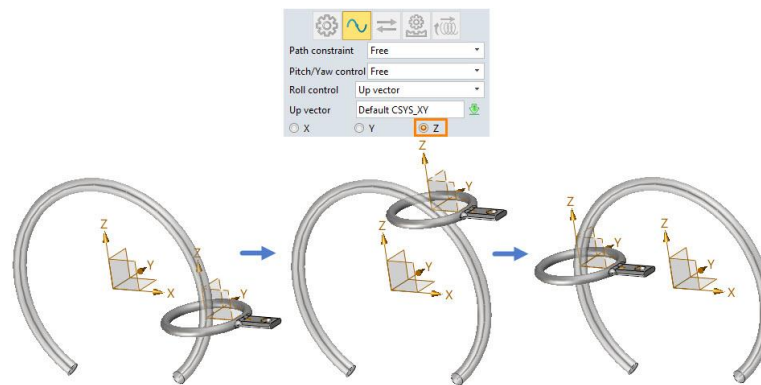 Path constraint Free
Pitch/Yaw control Free
Roll control Up vector
Up vector Default CSYS_XY
X Y Z
Z Y X Z Y
Z Y Z Y X
Z Y Z Y X